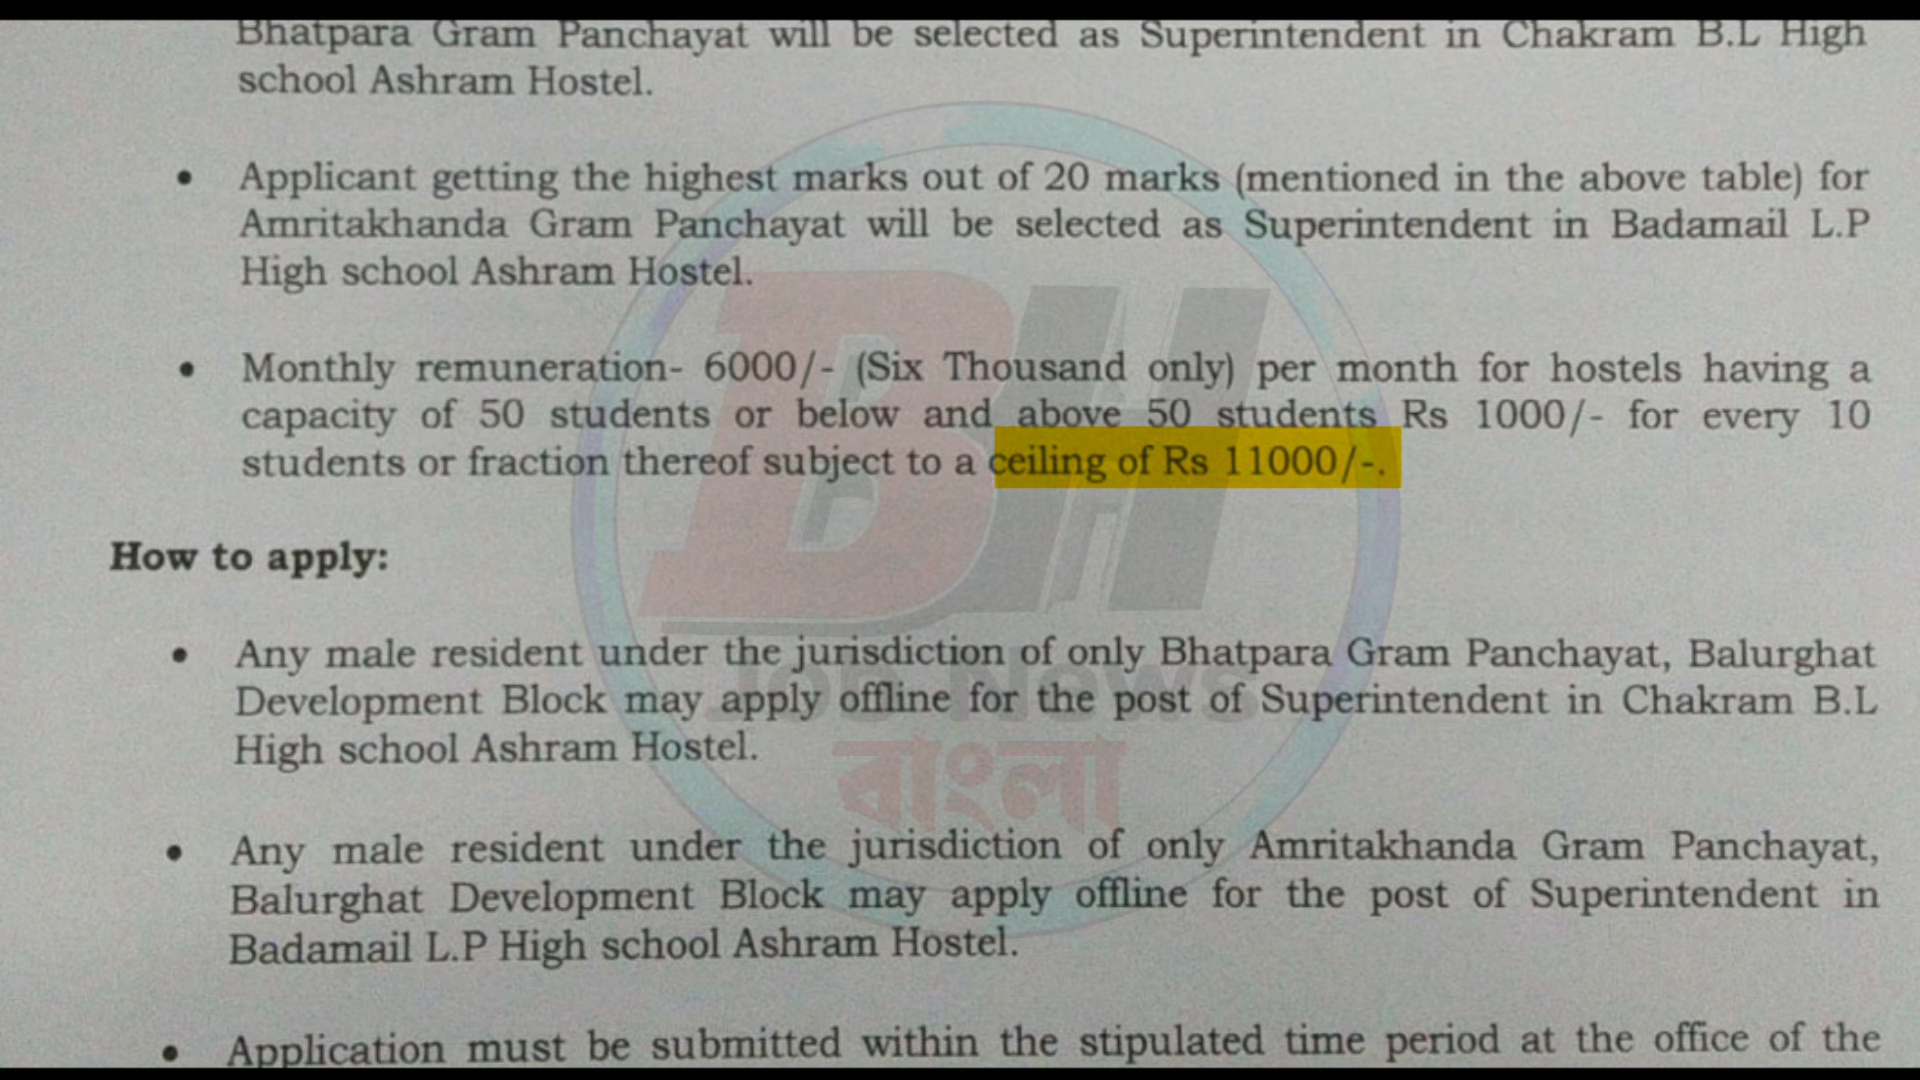 Bhatpara Gram Panchayat will be selected as Superintendent in Chakram B.L High
school Ashram Hostel.
• Applicant getting the highest marks out of 20 marks (mentioned in the above table) for
Amritakhanda Gram Panchayat will be selected as Superintendent in Badamail L.P
High school Ashram Hostel.
• Monthly remuneration- 6000/- (Six Thousand only) per month for hostels having a
capacity of 50 students or below and above 50 students Rs 1000/- for every 10
students or fraction thereof subject to a ceiling of Rs 11000/-.
How to apply:
• Any male resident under the jurisdiction of only Bhatpara Gram Panchayat, Balurghat
Development Block may apply offline for the post of Superintendent in Chakram B.L
High school Ashram Hostel.
• Any male resident under the jurisdiction of only Amritakhanda Gram Panchayat,
Balurghat Development Block may apply offline for the post of Superintendent in
Badamail L.P High school Ashram Hostel.
• Application must be submitted within the stipulated time period at the office of the
BH
Job News
বাংলা